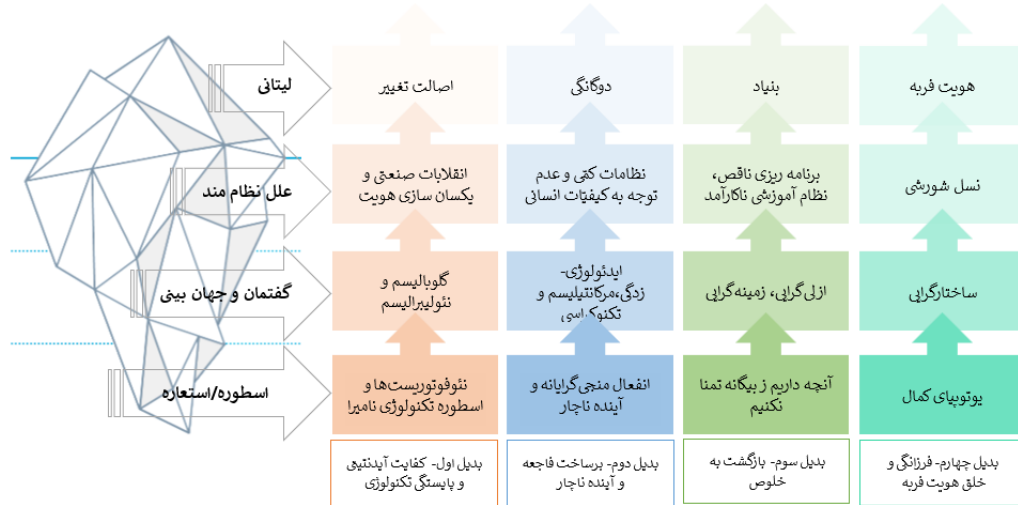 لیتانی
اصالت تغییر
دوگانگی
بنیاد
هویت فربه
علل نظام مند
انقلابات صنعتی و
یکسان سازی هویت
نظامات کمّی و عدم
توجه به کیفیّات انسانی
برنامه ریزی ناقص،
نظام آموزشی ناکارآمد
نسل شورشی
گفتمان و جهان بینی
گلوبالیسم و
نئولیبرالیسم
ایدئولوژی-
زدگی،مرکانتیلیسم و
تکنوکراسی
ازلی‌گرایی، زمینه‌گرایی
ساختارگرایی
اسطوره/استعاره
نئوفوتوریست‌ها و
اسطوره تکنولوژی نامیرا
انفعال منجی‌گرایانه و
آینده ناچار
آنچه داریم ز بیگانه تمنا
نکنیم
یوتوپیای کمال
بدیل اول- کفایت آیدنتیتی
و پایستگی تکنولوژی
بدیل دوم- برساخت فاجعه
و آینده ناچار
بدیل سوم- بازگشت به
خلوص
بدیل چهارم- فرزانگی و
خلق هویت فربه